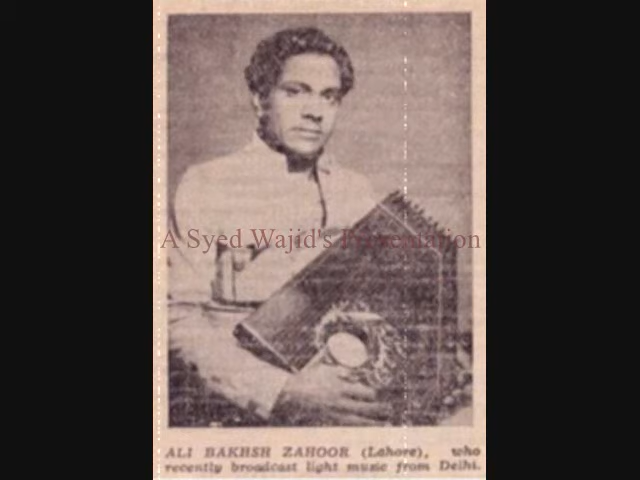 A Syed Wajid's Presentation
ALI BAKHSH ZAHOOR (Lahore), who
recently broadcast light music from Delhi.